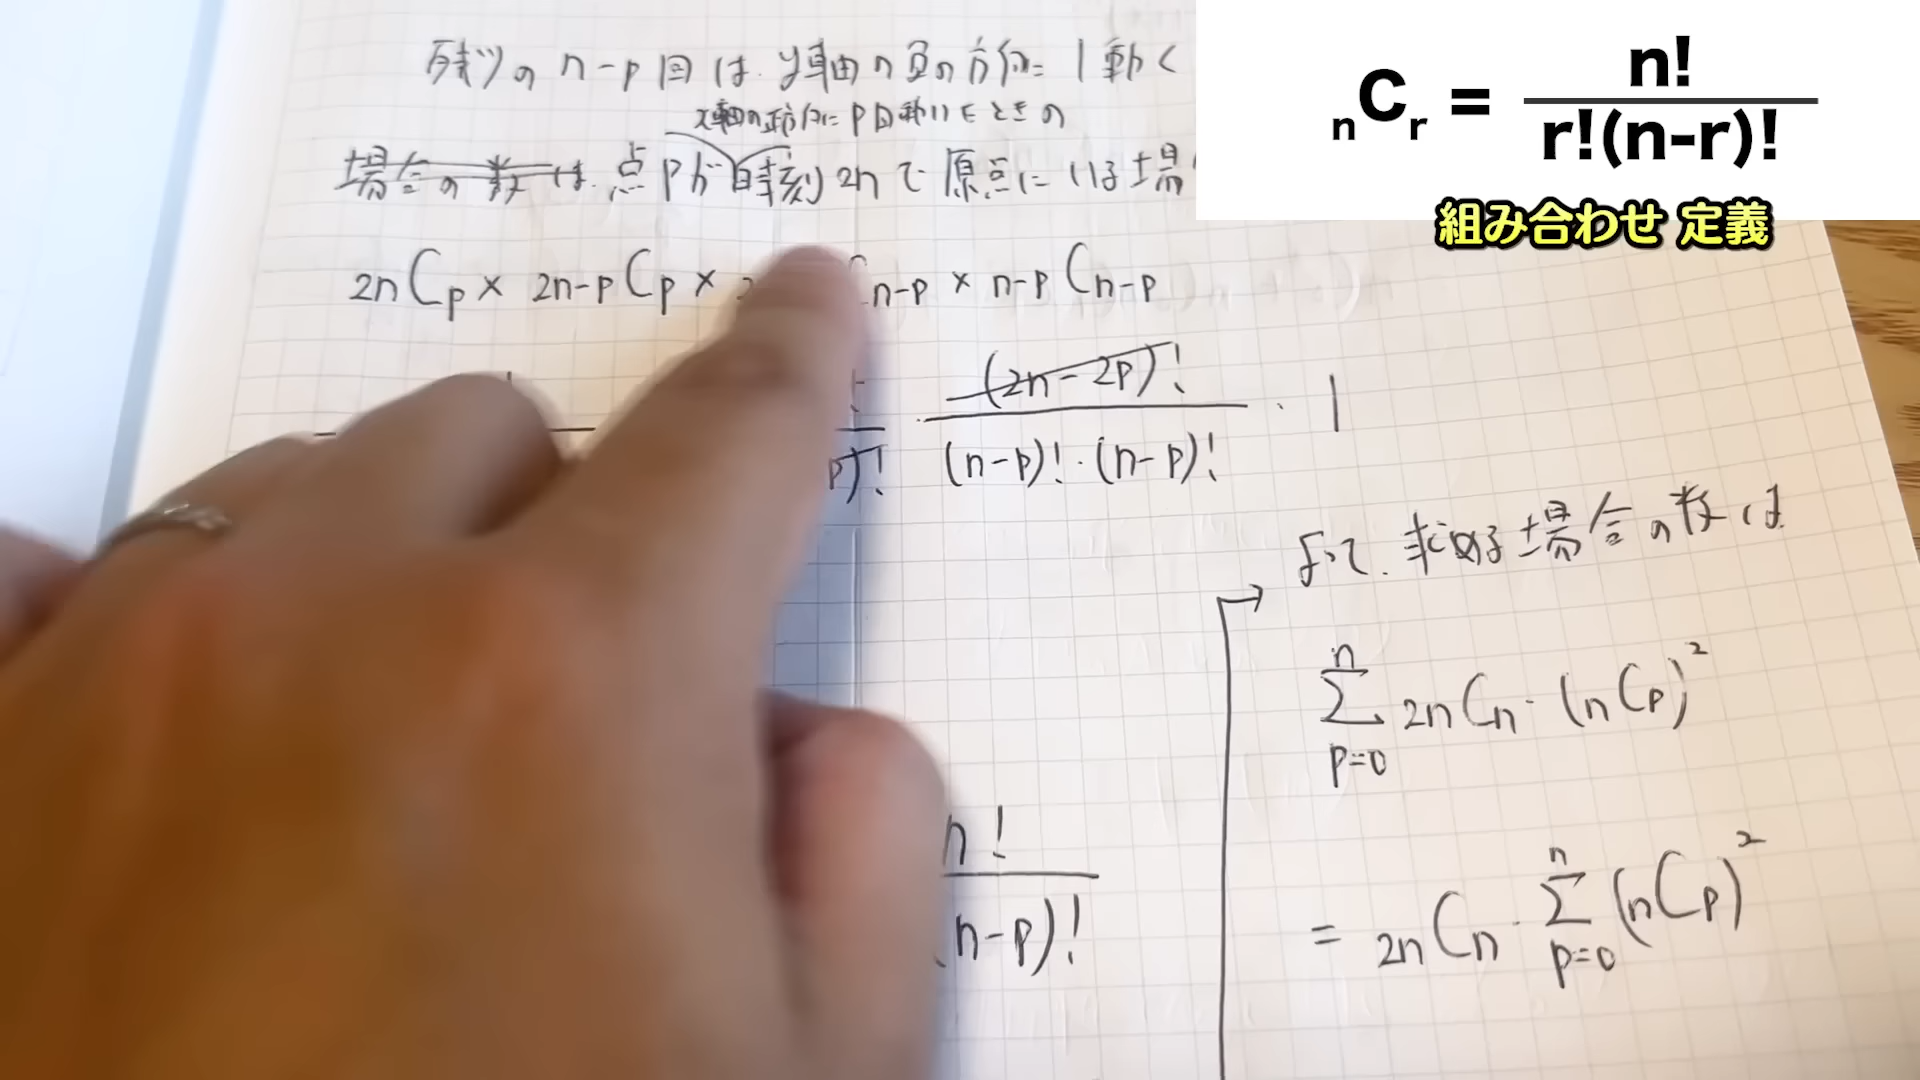 残りの n-p 回は y軸の負の方向に 1 動く
x軸の正方向に P回動いたときの
場合の数は 点Pが時刻2nで原点にいる場
2nCp × 2n-pCp × n-p × n-pCn-p
(2n-2p)! / (n-p)!・(n-p)! ・ 1
p)!
よって、求める場合の数は
n
Σ 2nCn・(nCp)²
p=0
n! / (n-p)!
n
= 2nCn・Σ (nCp)²
p=0
nCr = n! / r!(n-r)!
組み合わせ 定義